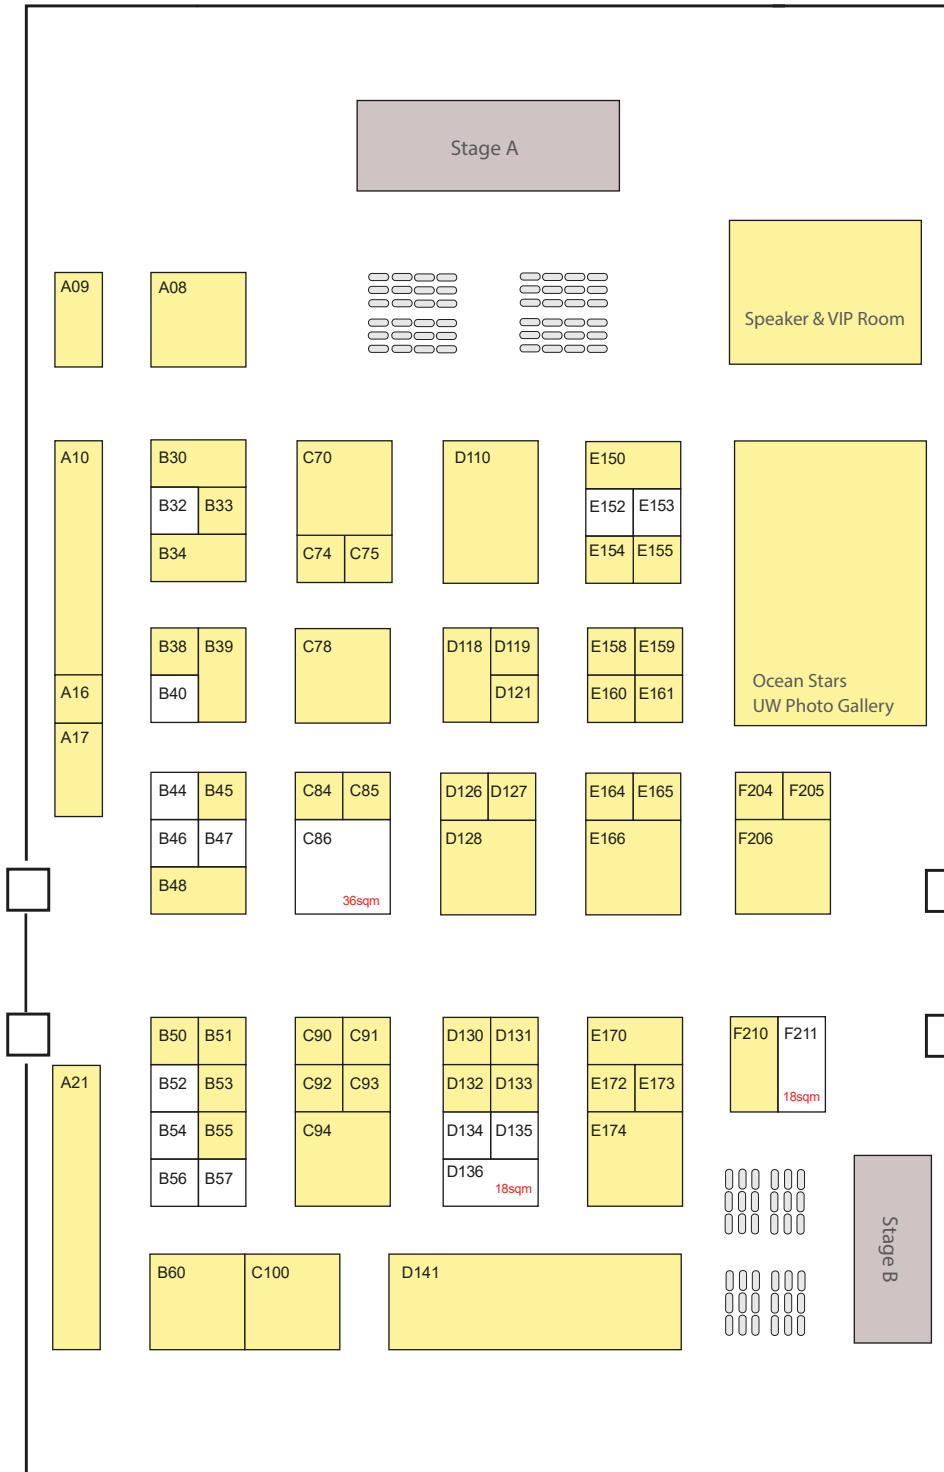 Stage A
A09
A08
Speaker & VIP Room
A10
B30
C70
D110
E150
B32
B33
E152
E153
B34
C74
C75
E154
E155
B38
B39
C78
D118
D119
E158
E159
A16
B40
D121
E160
E161
Ocean Stars
UW Photo Gallery
A17
B44
B45
C84
C85
D126
D127
E164
E165
F204
F205
B46
B47
C86
D128
E166
F206
B48
36sqm
B50
B51
C90
C91
D130
D131
E170
F210
F211
A21
B52
B53
C92
C93
D132
D133
E172
E173
18sqm
B54
B55
C94
D134
D135
E174
B56
B57
D136
18sqm
Stage B
B60
C100
D141